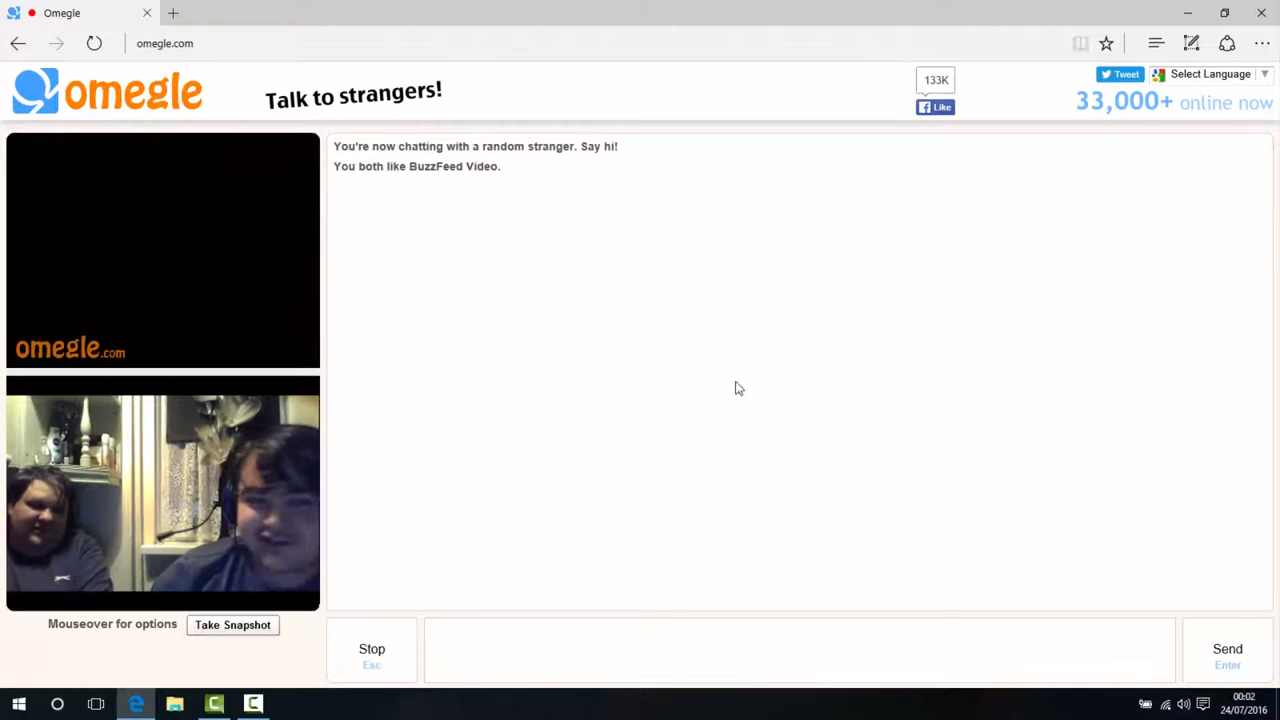 Omegle
omegle.com
omegle
Talk to strangers!
133K
Like
Tweet
Select Language
33,000+ online now
You're now chatting with a random stranger. Say hi!
You both like BuzzFeed Video.
omegle.com
Mouseover for options
Take Snapshot
Stop
Esc
Send
Enter
00:02
24/07/2016